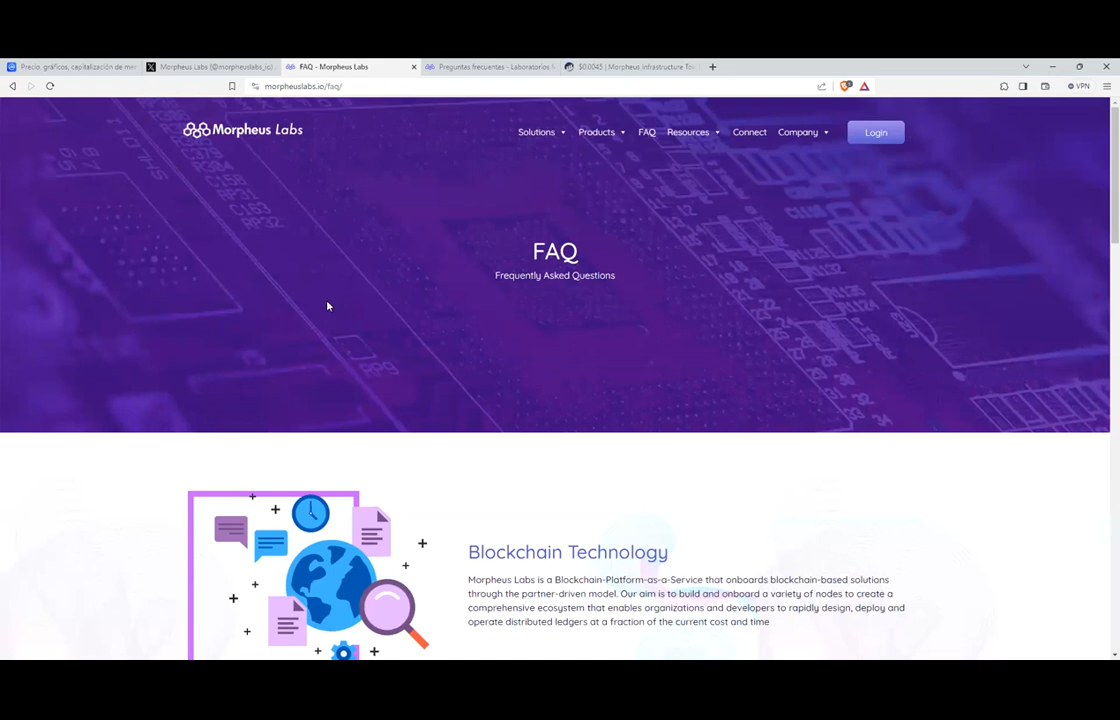 Precio, gráficos, capitalización de mer
Morpheus Labs (@morpheuslabs_io) /
FAQ - Morpheus Labs
Preguntas frecuentes – Laboratorios M
$0.0045 | Morpheus Infrastructure To
morpheuslabs.io/faq/
VPN
Morpheus Labs
Solutions
Products
FAQ
Resources
Connect
Company
Login
FAQ
Frequently Asked Questions
Blockchain Technology
Morpheus Labs is a Blockchain-Platform-as-a-Service that onboards blockchain-based solutions
through the partner-driven model. Our aim is to build and onboard a variety of nodes to create a
comprehensive ecosystem that enables organizations and developers to rapidly design, deploy and
operate distributed ledgers at a fraction of the current cost and time